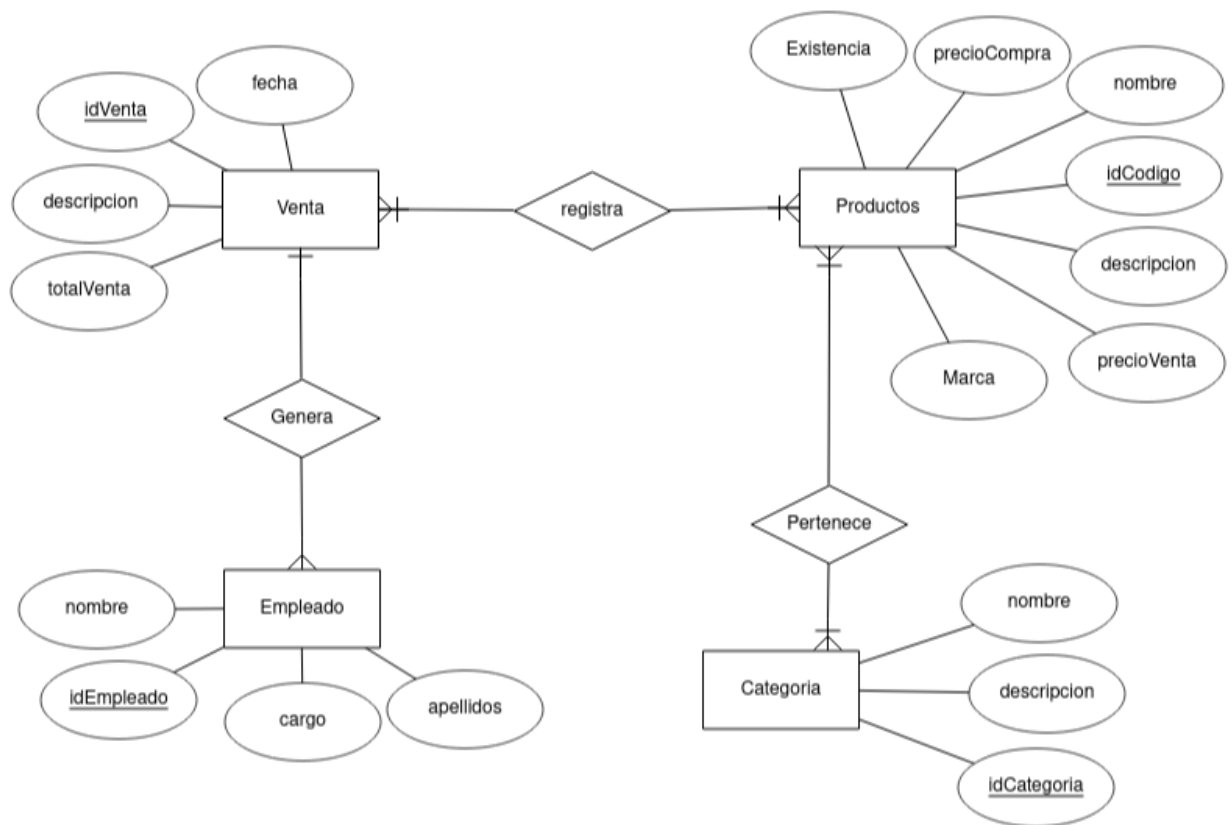 Existencia
precioCompra
fecha
nombre
idVenta
idCodigo
descripcion
Venta
registra
Productos
descripcion
totalVenta
precioVenta
Marca
Genera
Pertenece
nombre
Empleado
nombre
idEmpleado
cargo
apellidos
Categoria
descripcion
idCategoria